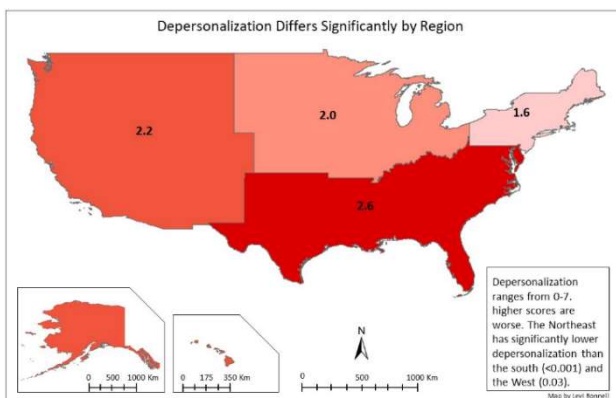 Depersonalization Differs Significantly by Region
2.2
2.0
1.6
2.6
Depersonalization
ranges from 0-7,
higher scores are
worse. The Northeast
has significantly lower
depersonalization than
the south (<0.001) and
the West (0.03).
N
0 500 1000 Km
0 175 350 Km
0 500 1000 Km
Map by Levi Bonnell